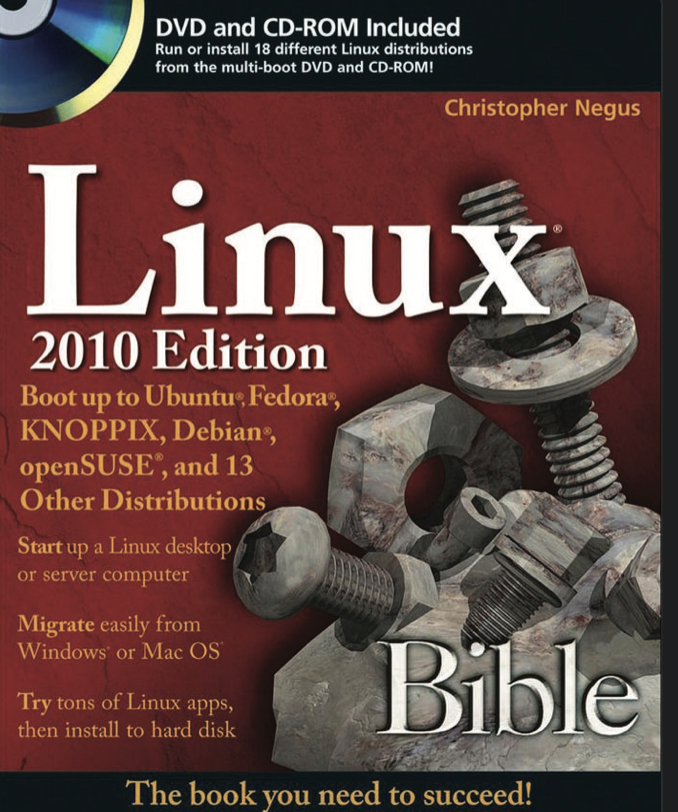 DVD and CD-ROM Included
Run or install 18 different Linux distributions
from the multi-boot DVD and CD-ROM!
Christopher Negus
Linux®
2010 Edition
Boot up to Ubuntu®, Fedora®,
KNOPPIX, Debian®,
openSUSE®, and 13
Other Distributions
Start up a Linux desktop
or server computer
Migrate easily from
Windows® or Mac OS®
Try tons of Linux apps,
then install to hard disk
Bible
The book you need to succeed!